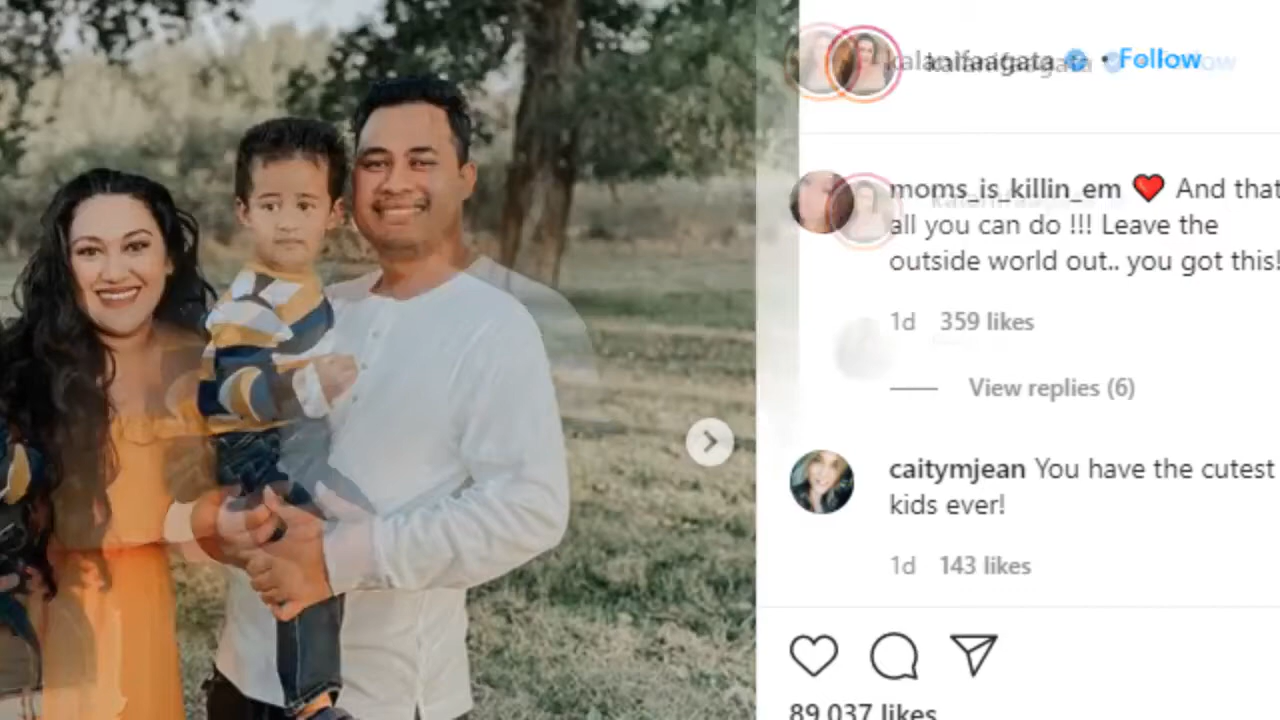 kalanifaagata • Follow
moms_is_killin_em ❤️ And that
all you can do !!! Leave the
outside world out.. you got this!
1d 359 likes
View replies (6)
caitymjean You have the cutest
kids ever!
1d 143 likes
89,037 likes